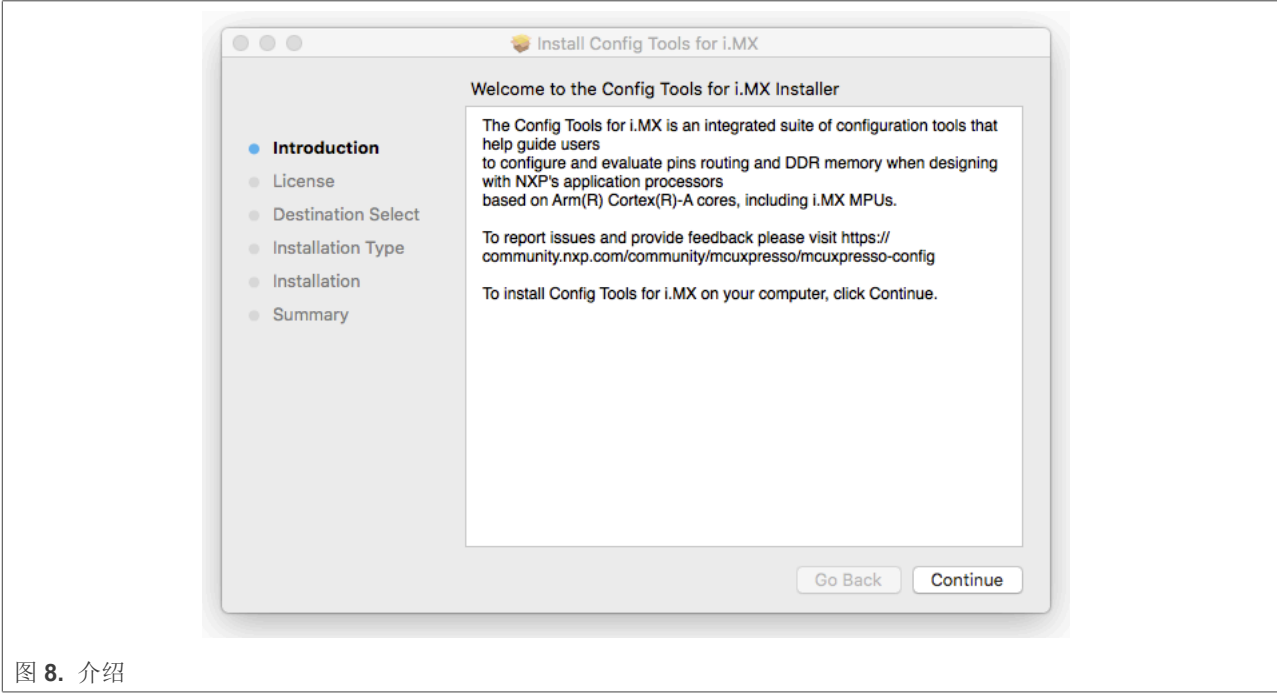 Install Config Tools for i.MX
Welcome to the Config Tools for i.MX Installer
Introduction
License
Destination Select
Installation Type
Installation
Summary
The Config Tools for i.MX is an integrated suite of configuration tools that
help guide users
to configure and evaluate pins routing and DDR memory when designing
with NXP's application processors
based on Arm(R) Cortex(R)-A cores, including i.MX MPUs.
To report issues and provide feedback please visit https://
community.nxp.com/community/mcuxpresso/mcuxpresso-config
To install Config Tools for i.MX on your computer, click Continue.
Go Back
Continue
图 8. 介绍